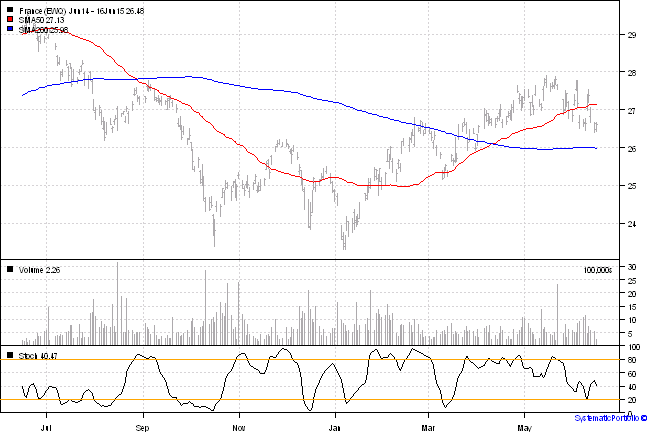 France (EWQ) Jun14 - 16Jun15 26.48
SMA50 27.13
SMA200 25.98
29
28
27
26
25
24
Volume 2.26
100,000s
30
25
20
15
10
5
Stoch 40.47
100
80
60
40
20
0
Jul Sep Nov Jan Mar May
SystematicPortfolio ©